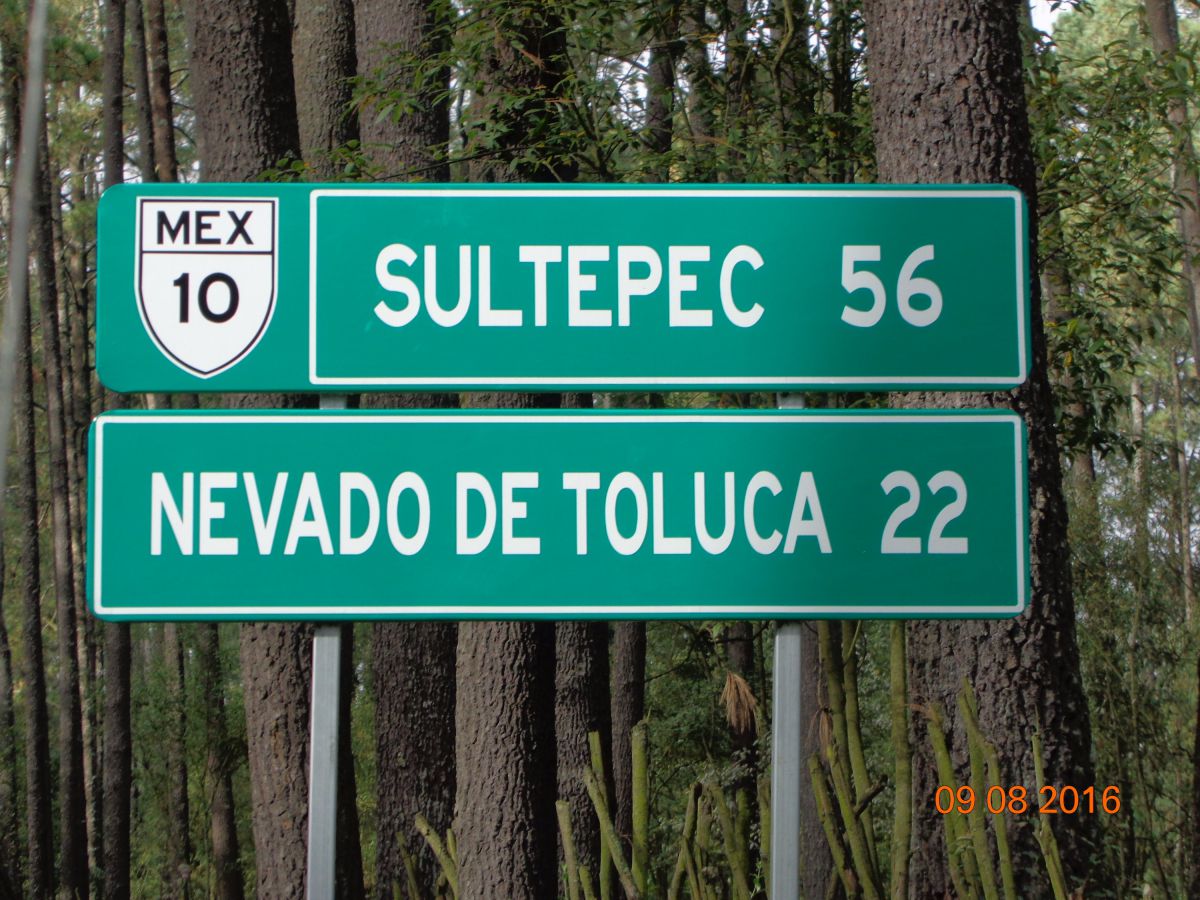 MEX
10
SULTEPEC 56
NEVADO DE TOLUCA 22
09 08 2016